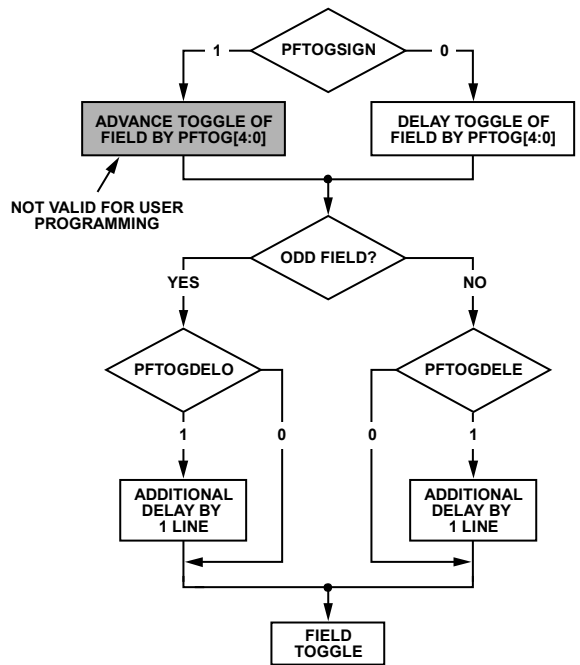 1
PFTOGSIGN
0
ADVANCE TOGGLE OF
FIELD BY PFTOG[4:0]
DELAY TOGGLE OF
FIELD BY PFTOG[4:0]
NOT VALID FOR USER
PROGRAMMING
ODD FIELD?
YES
NO
PFTOGDELO
PFTOGDELE
1
0
0
1
ADDITIONAL
DELAY BY
1 LINE
ADDITIONAL
DELAY BY
1 LINE
FIELD
TOGGLE